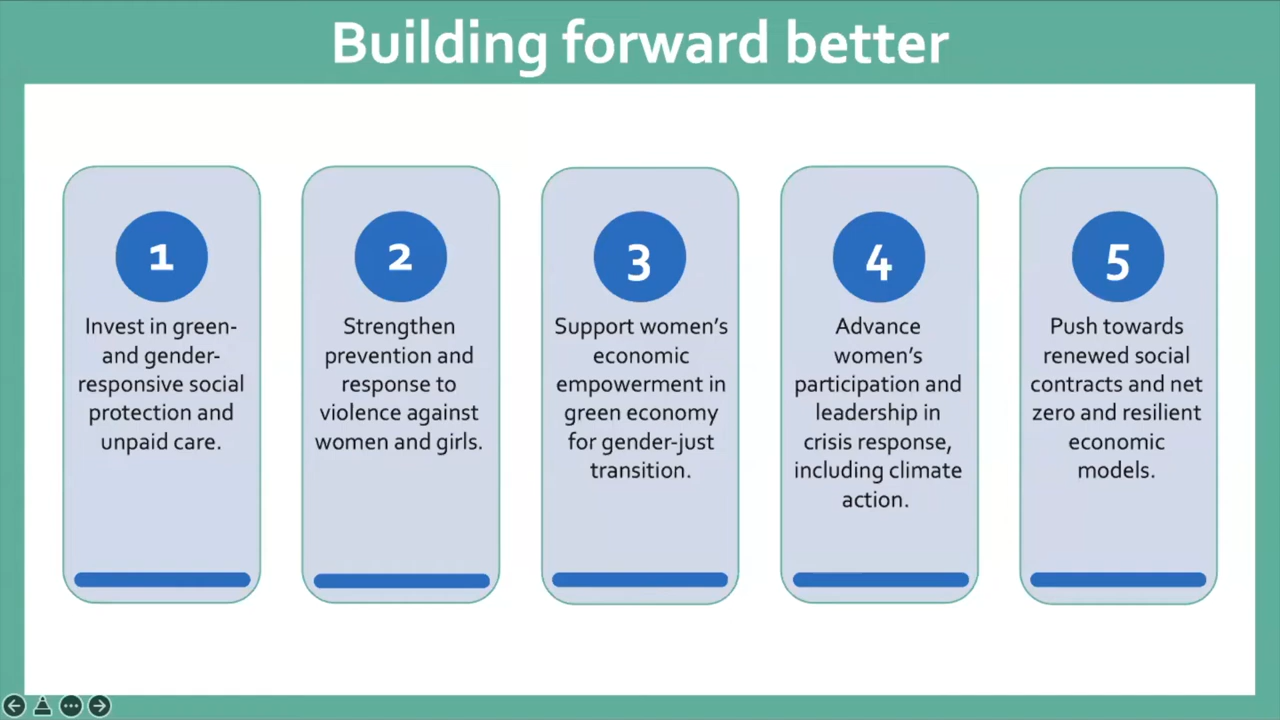 Building forward better
1
Invest in green-
and gender-
responsive social
protection and
unpaid care.
2
Strengthen
prevention and
response to
violence against
women and girls.
3
Support women’s
economic
empowerment in
green economy
for gender-just
transition.
4
Advance
women’s
participation and
leadership in
crisis response,
including climate
action.
5
Push towards
renewed social
contracts and net
zero and resilient
economic
models.